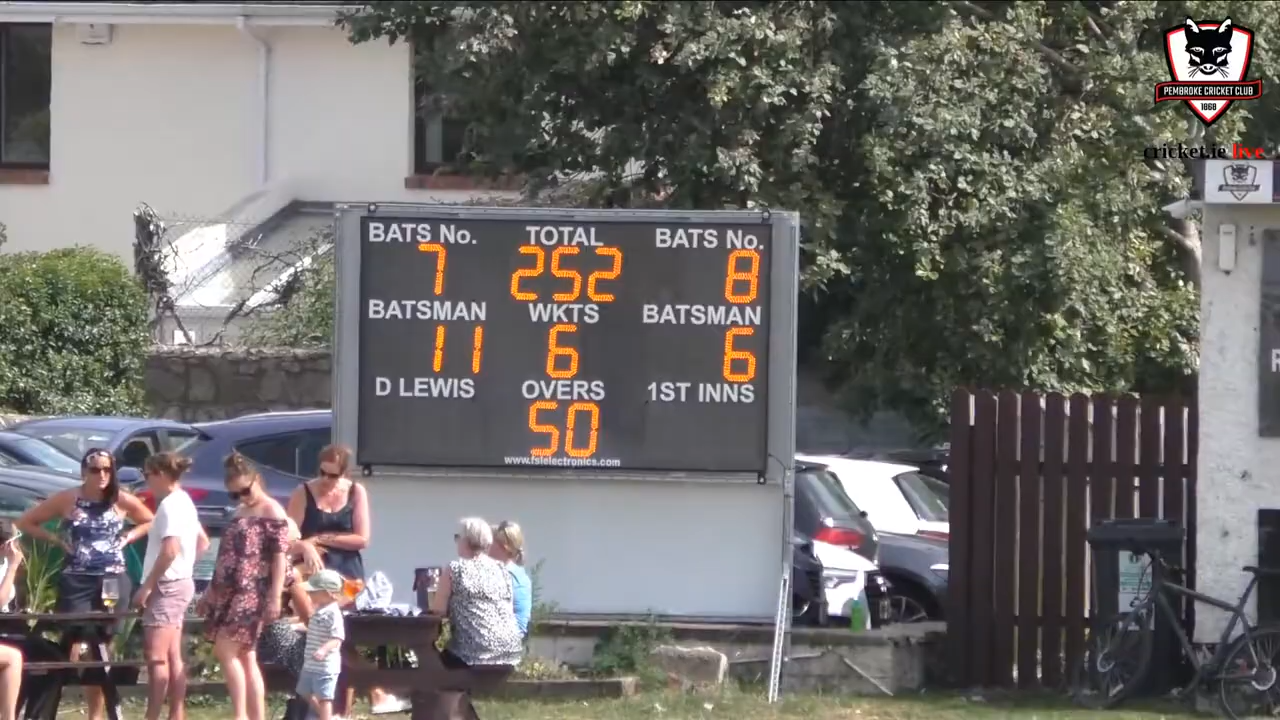 PEMBROKE CRICKET CLUB
1868
cricket.ie live
BATS No. TOTAL BATS No.
7 252 8
BATSMAN WKTS BATSMAN
11 6 6
D LEWIS OVERS 1ST INNS
50
www.fsielectronics.com
R